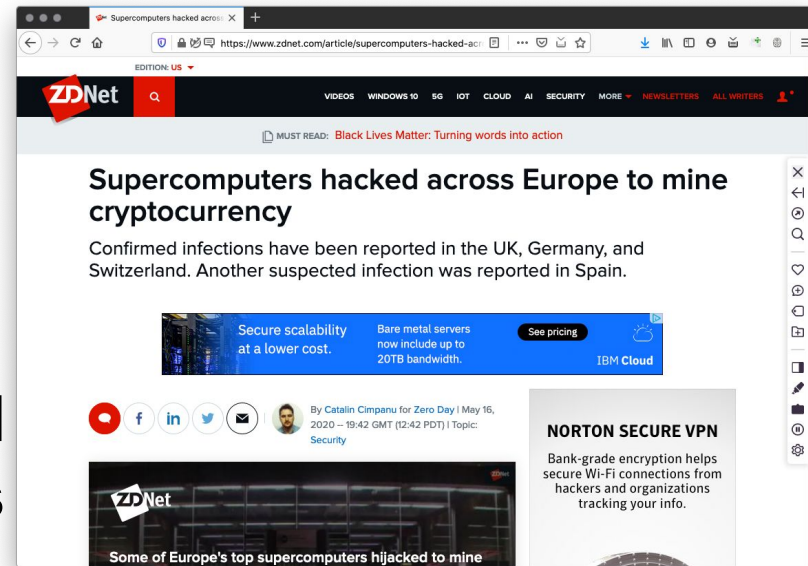 Supercomputers hacked across
https://www.zdnet.com/article/supercomputers-hacked-acr
EDITION: US
ZDNet
VIDEOS WINDOWS 10 5G IOT CLOUD AI SECURITY MORE NEWSLETTERS ALL WRITERS
MUST READ: Black Lives Matter: Turning words into action
Supercomputers hacked across Europe to mine
cryptocurrency
Confirmed infections have been reported in the UK, Germany, and
Switzerland. Another suspected infection was reported in Spain.
Secure scalability
at a lower cost.
Bare metal servers
now include up to
20TB bandwidth.
See pricing
IBM Cloud
f in
By Catalin Cimpanu for Zero Day | May 16,
2020 -- 19:42 GMT (12:42 PDT) | Topic:
Security
ZDNet
ZDNet
Some of Europe's top supercomputers hijacked to mine
NORTON SECURE VPN
Bank-grade encryption helps
secure Wi-Fi connections from
hackers and organizations
tracking your info.